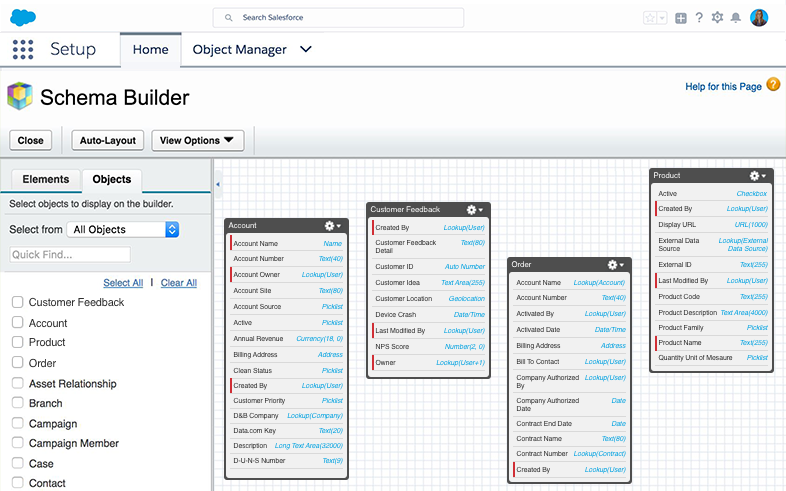 Search Salesforce
Setup
Home
Object Manager
Schema Builder
Help for this Page
Close
Auto-Layout
View Options
Elements
Objects
Select objects to display on the builder.
Select from All Objects
Quick Find...
Select All | Clear All
Customer Feedback
Account
Product
Order
Asset Relationship
Branch
Campaign
Campaign Member
Case
Contact
Account
Account Name Name
Account Number Text(40)
Account Owner Lookup(User)
Account Site Text(80)
Account Source Picklist
Active Picklist
Annual Revenue Currency(18, 0)
Billing Address Address
Clean Status Picklist
Created By Lookup(User)
Customer Priority Picklist
D&B Company Lookup(Company)
Data.com Key Text(20)
Description Long Text Area(32000)
D-U-N-S Number Text(9)
Customer Feedback
Created By Lookup(User)
Customer Feedback Text(80)
Detail
Customer ID Auto Number
Customer Idea Text Area(255)
Customer Location Geolocation
Device Crash Date/Time
Last Modified By Lookup(User)
NPS Score Number(2, 0)
Owner Lookup(User+1)
Order
Account Name Lookup(Account)
Account Number Text(40)
Activated By Lookup(User)
Activated Date Date/Time
Billing Address Address
Bill To Contact Lookup(User)
Company Authorized Lookup(User)
By
Company Authorized Date
Date
Contract End Date Date
Contract Name Text(80)
Contract Number Lookup(Contract)
Created By Lookup(User)
Product
Active Checkbox
Created By Lookup(User)
Display URL URL(1000)
External Data Lookup(External
Source Data Source)
External ID Text(255)
Last Modified By Lookup(User)
Product Code Text(255)
Product Description Text Area(4000)
Product Family Picklist
Product Name Text(255)
Quantity Unit of Mesaure Picklist